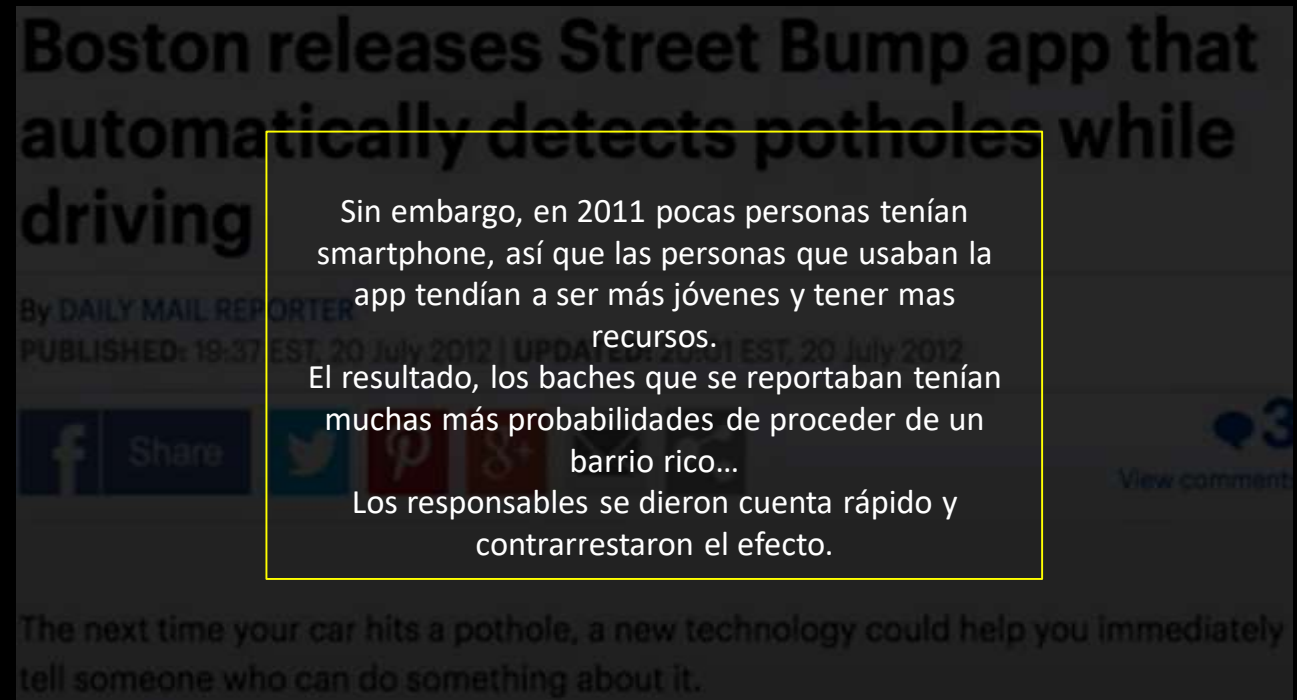 Boston releases Street Bump app that
automatically detects potholes while
driving
Sin embargo, en 2011 pocas personas tenían
smartphone, así que las personas que usaban la
app tendían a ser más jóvenes y tener mas
recursos.
El resultado, los baches que se reportaban tenían
muchas más probabilidades de proceder de un
barrio rico...
Los responsables se dieron cuenta rápido y
contrarrestaron el efecto.
By DAILY MAIL REPORTER
PUBLISHED: 19:37 EST, 20 July 2012 | UPDATED: 20:01 EST, 20 July 2012
Share
3
View comments
The next time your car hits a pothole, a new technology could help you immediately
tell someone who can do something about it.